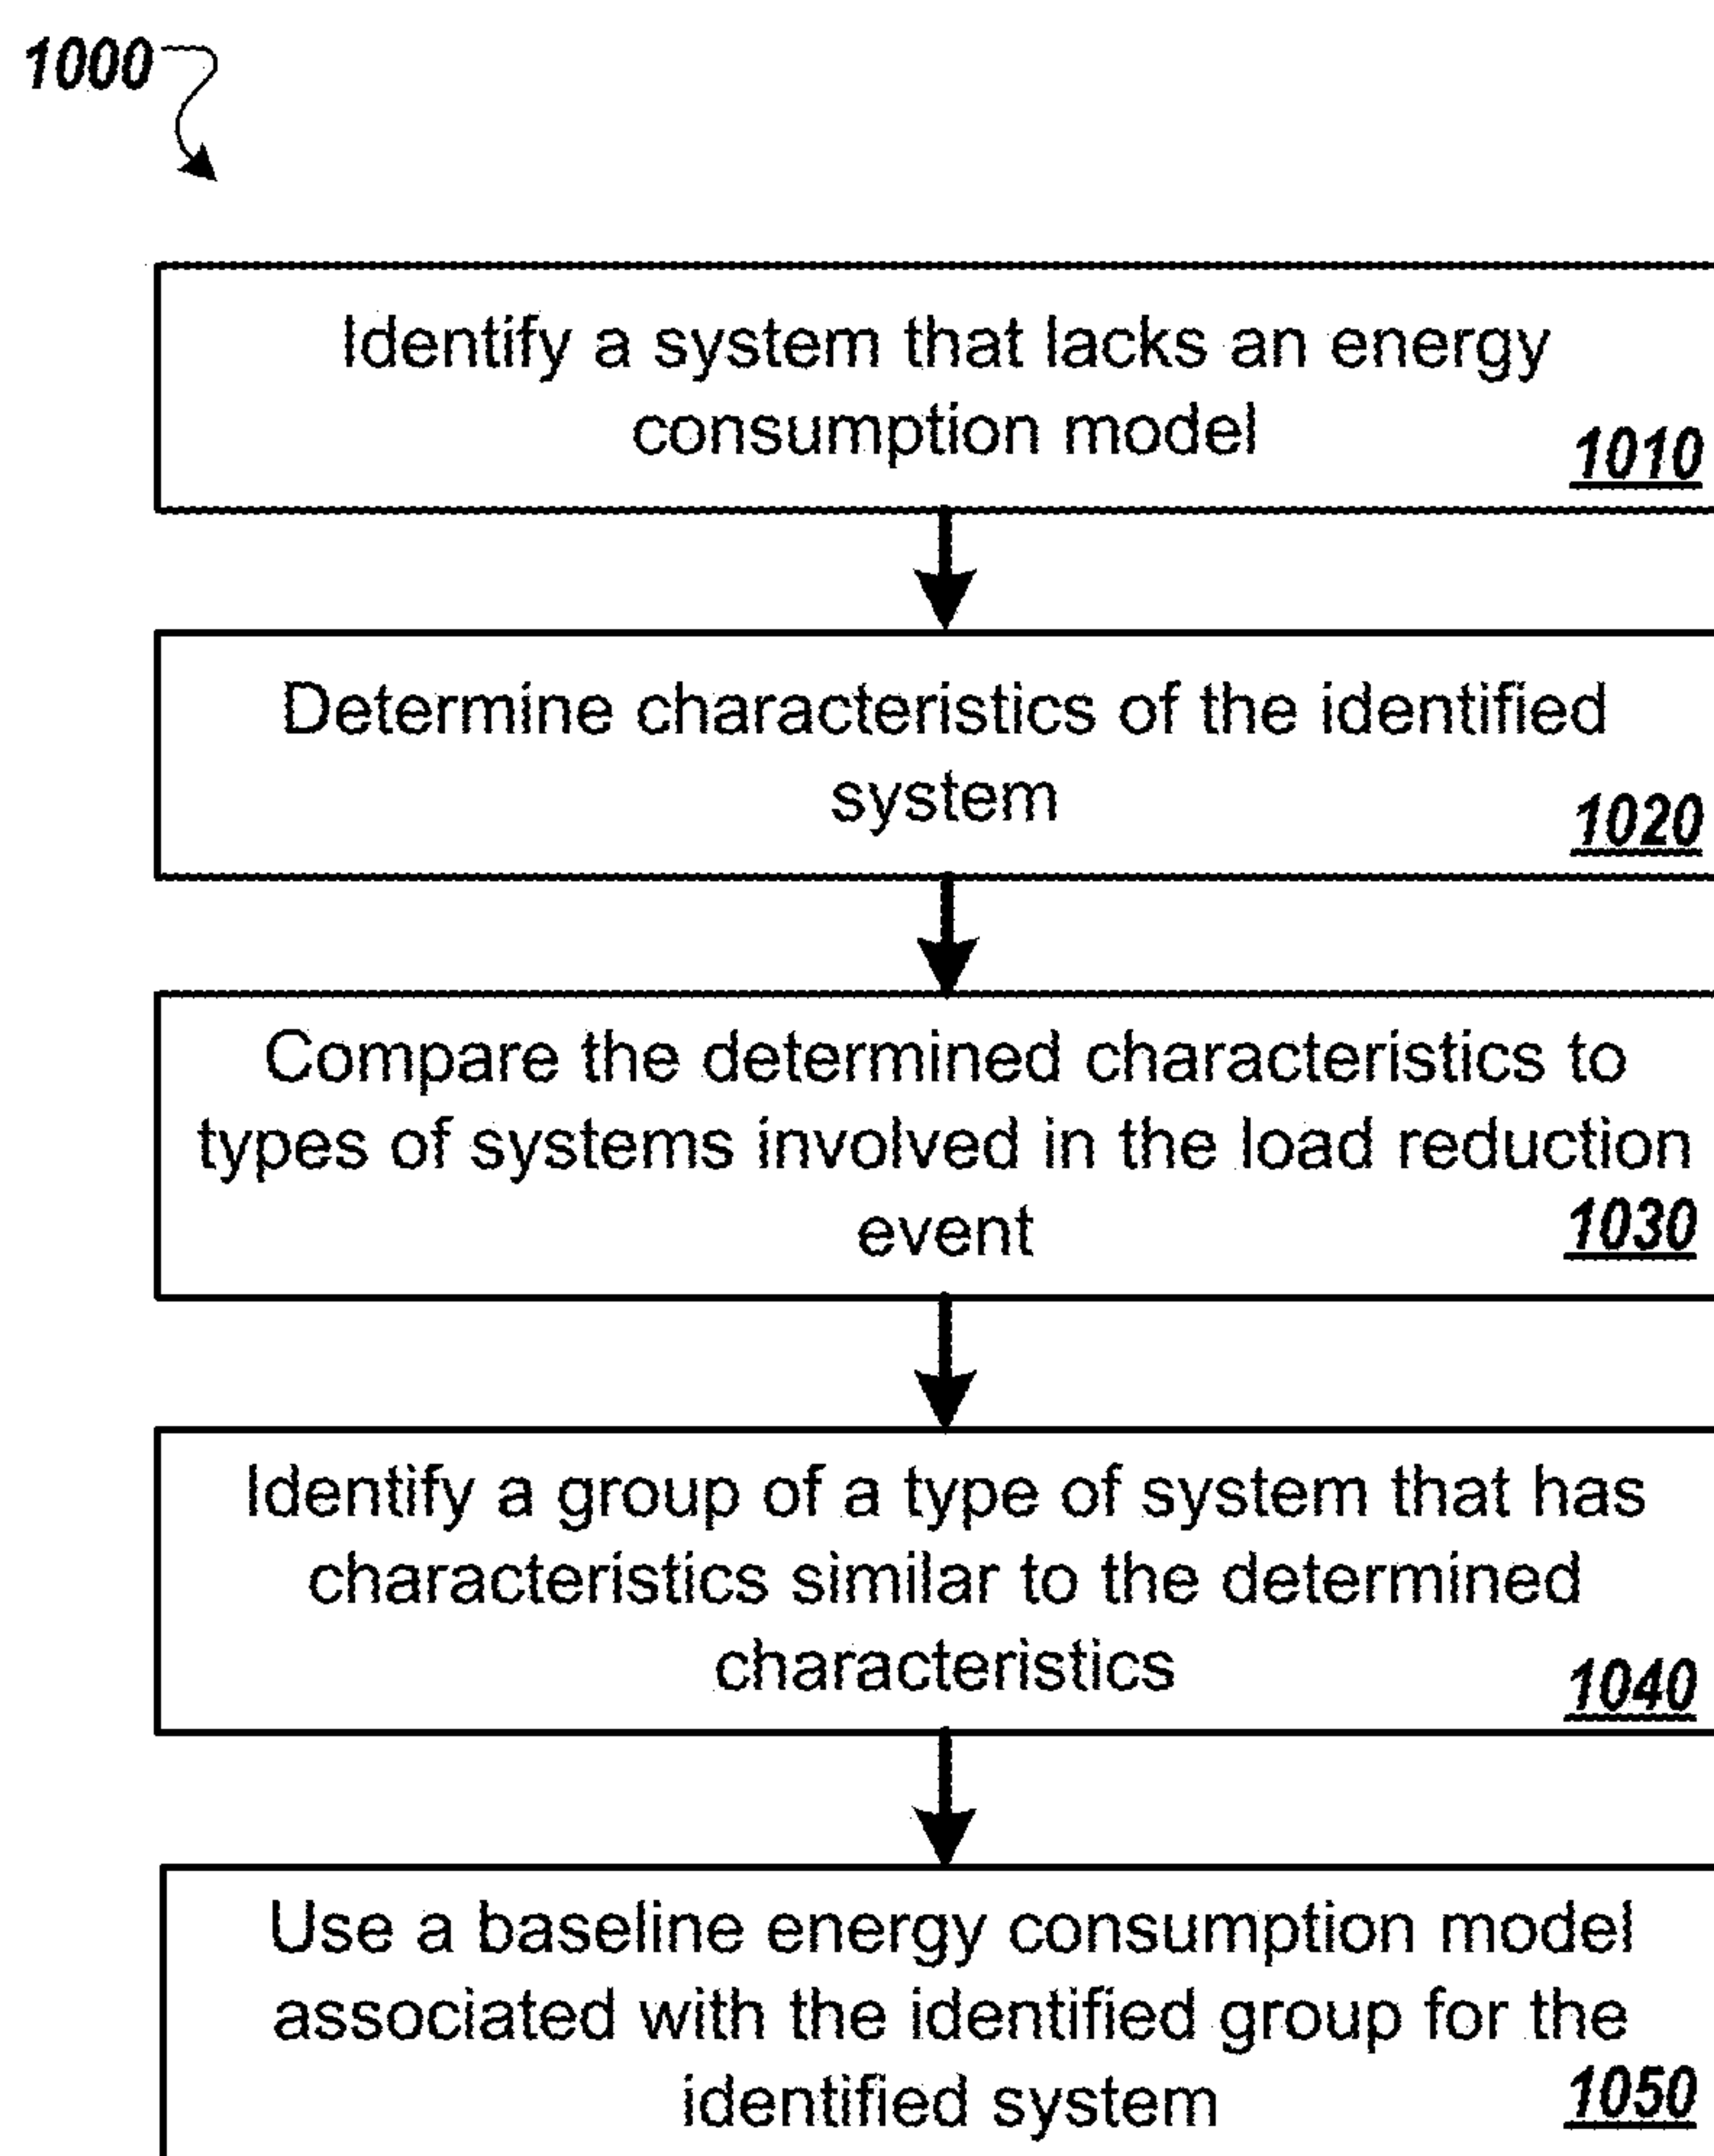 1000
Identify a system that lacks an energy
consumption model
1010
Determine characteristics of the identified
system
1020
Compare the determined characteristics to
types of systems involved in the load reduction
event
1030
Identify a group of a type of system that has
characteristics similar to the determined
characteristics
1040
Use a baseline energy consumption model
associated with the identified group for the
identified system
1050